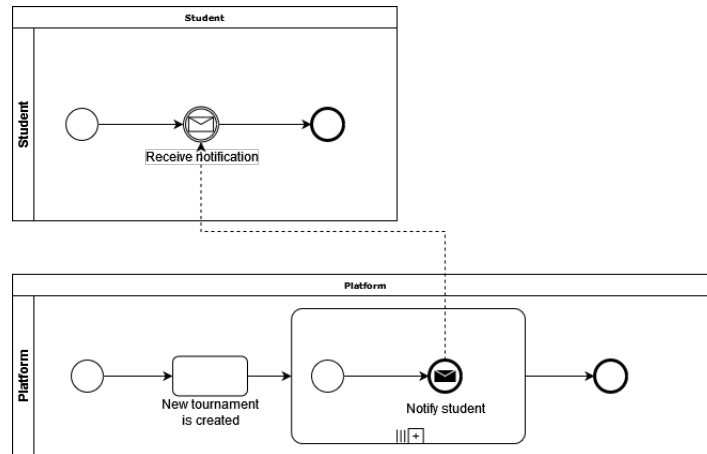 Student
Student
Receive notification
Platform
Platform
New tournament
is created
Notify student